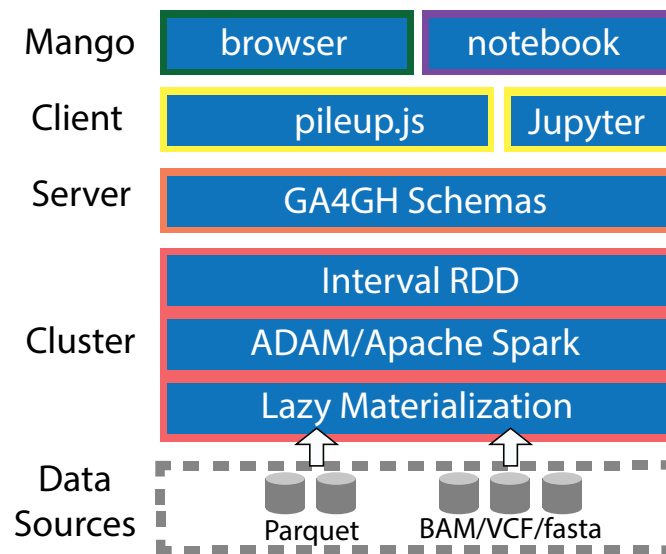 Mango
browser
notebook
Client
pileup.js
Jupyter
Server
GA4GH Schemas
Cluster
Interval RDD
ADAM/Apache Spark
Lazy Materialization
Data
Sources
Parquet
BAM/VCF/fasta